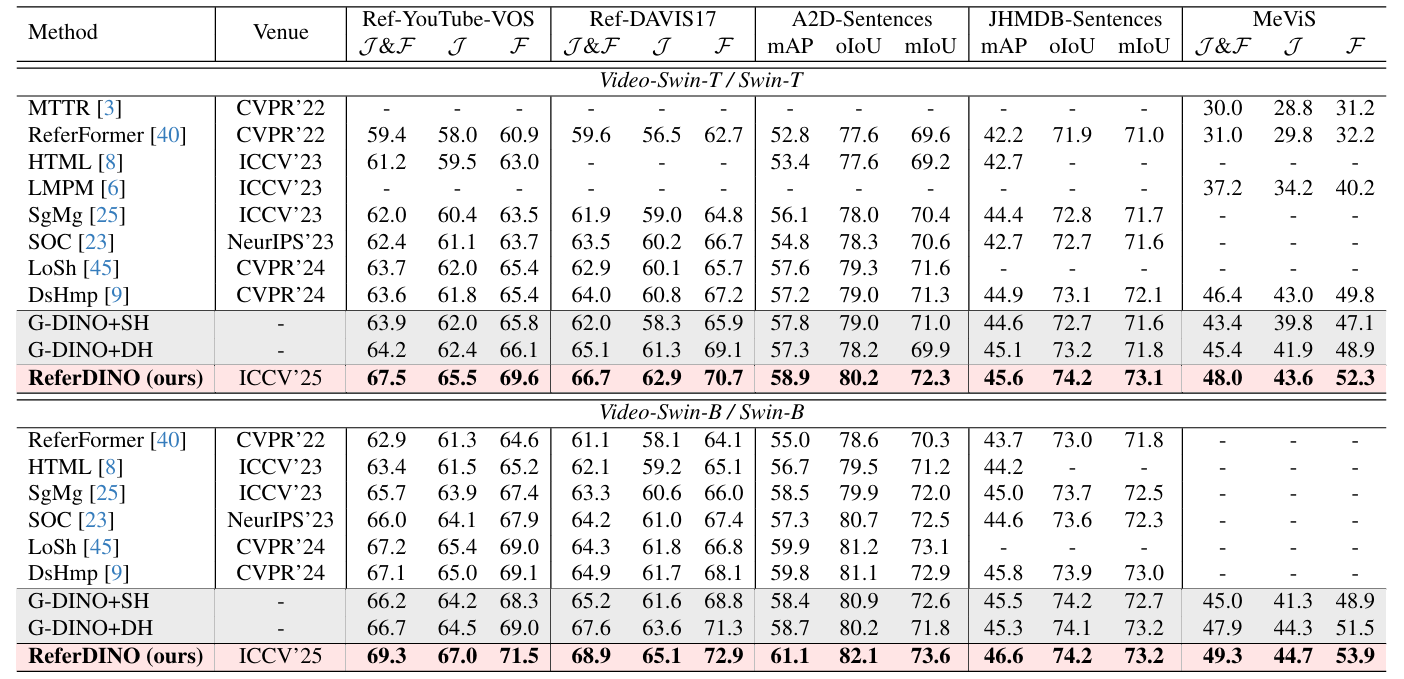 Method Venue Ref-YouTube-VOS Ref-DAVIS17 A2D-Sentences JHMDB-Sentences MeViS
𝒥&ℱ 𝒥 ℱ 𝒥&ℱ 𝒥 ℱ mAP oIoU mIoU mAP oIoU mIoU 𝒥&ℱ 𝒥 ℱ
Video-Swin-T / Swin-T
MTTR [3] CVPR'22 - - - - - - - - - - - - 30.0 28.8 31.2
ReferFormer [40] CVPR'22 59.4 58.0 60.9 59.6 56.5 62.7 52.8 77.6 69.6 42.2 71.9 71.0 31.0 29.8 32.2
HTML [8] ICCV'23 61.2 59.5 63.0 - - - 53.4 77.6 69.2 42.7 - - - - -
LMPM [6] ICCV'23 - - - - - - - - - - - - 37.2 34.2 40.2
SgMg [25] ICCV'23 62.0 60.4 63.5 61.9 59.0 64.8 56.1 78.0 70.4 44.4 72.8 71.7 - - -
SOC [23] NeurIPS'23 62.4 61.1 63.7 63.5 60.2 66.7 54.8 78.3 70.6 42.7 72.7 71.6 - - -
LoSh [45] CVPR'24 63.7 62.0 65.4 62.9 60.1 65.7 57.6 79.3 71.6 - - - - - -
DsHmp [9] CVPR'24 63.6 61.8 65.4 64.0 60.8 67.2 57.2 79.0 71.3 44.9 73.1 72.1 46.4 43.0 49.8
G-DINO+SH - 63.9 62.0 65.8 62.0 58.3 65.9 57.8 79.0 71.0 44.6 72.7 71.6 43.4 39.8 47.1
G-DINO+DH - 64.2 62.4 66.1 65.1 61.3 69.1 57.3 78.2 69.9 45.1 73.2 71.8 45.4 41.9 48.9
ReferDINO (ours) ICCV'25 67.5 65.5 69.6 66.7 62.9 70.7 58.9 80.2 72.3 45.6 74.2 73.1 48.0 43.6 52.3
Video-Swin-B / Swin-B
ReferFormer [40] CVPR'22 62.9 61.3 64.6 61.1 58.1 64.1 55.0 78.6 70.3 43.7 73.0 71.8 - - -
HTML [8] ICCV'23 63.4 61.5 65.2 62.1 59.2 65.1 56.7 79.5 71.2 44.2 - - - - -
SgMg [25] ICCV'23 65.7 63.9 67.4 63.3 60.6 66.0 58.5 79.9 72.0 45.0 73.7 72.5 - - -
SOC [23] NeurIPS'23 66.0 64.1 67.9 64.2 61.0 67.4 57.3 80.7 72.5 44.6 73.6 72.3 - - -
LoSh [45] CVPR'24 67.2 65.4 69.0 64.3 61.8 66.8 59.9 81.2 73.1 - - - - - -
DsHmp [9] CVPR'24 67.1 65.0 69.1 64.9 61.7 68.1 59.8 81.1 72.9 45.8 73.9 73.0 - - -
G-DINO+SH - 66.2 64.2 68.3 65.2 61.6 68.8 58.4 80.9 72.6 45.5 74.2 72.7 45.0 41.3 48.9
G-DINO+DH - 66.7 64.5 69.0 67.6 63.6 71.3 58.7 80.2 71.8 45.3 74.1 73.2 47.9 44.3 51.5
ReferDINO (ours) ICCV'25 69.3 67.0 71.5 68.9 65.1 72.9 61.1 82.1 73.6 46.6 74.2 73.2 49.3 44.7 53.9